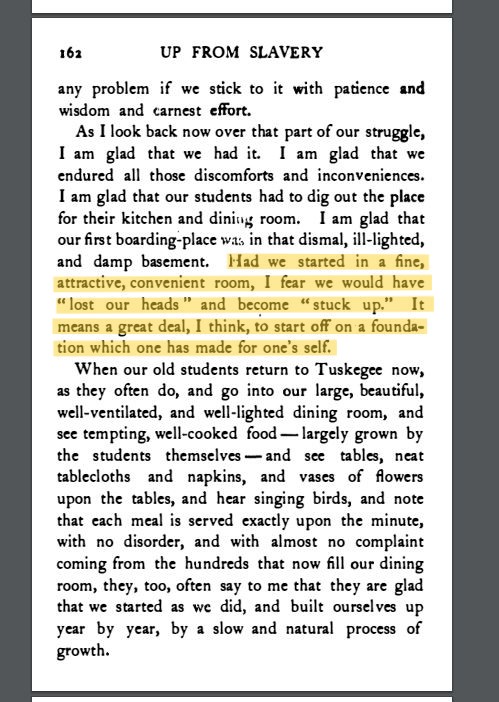 162 UP FROM SLAVERY
any problem if we stick to it with patience and
wisdom and earnest effort.
As I look back now over that part of our struggle,
I am glad that we had it. I am glad that we
endured all those discomforts and inconveniences.
I am glad that our students had to dig out the place
for their kitchen and dining room. I am glad that
our first boarding-place was in that dismal, ill-lighted,
and damp basement. Had we started in a fine,
attractive, convenient room, I fear we would have
“lost our heads” and become “stuck up.” It
means a great deal, I think, to start off on a founda-
tion which one has made for one's self.
When our old students return to Tuskegee now,
as they often do, and go into our large, beautiful,
well-ventilated, and well-lighted dining room, and
see tempting, well-cooked food — largely grown by
the students themselves — and see tables, neat
tablecloths and napkins, and vases of flowers
upon the tables, and hear singing birds, and note
that each meal is served exactly upon the minute,
with no disorder, and with almost no complaint
coming from the hundreds that now fill our dining
room, they, too, often say to me that they are glad
that we started as we did, and built ourselves up
year by year, by a slow and natural process of
growth.